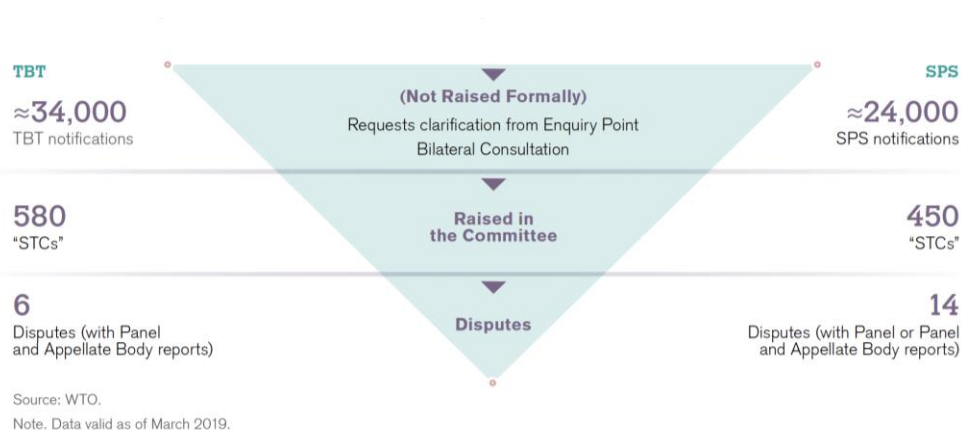 TBT
≈34,000
TBT notifications
(Not Raised Formally)
Requests clarification from Enquiry Point
Bilateral Consultation
SPS
≈24,000
SPS notifications
580
“STCs”
Raised in
the Committee
450
“STCs”
6
Disputes (with Panel
and Appellate Body reports)
Disputes
14
Disputes (with Panel or Panel
and Appellate Body reports)
Source: WTO.
Note. Data valid as of March 2019.